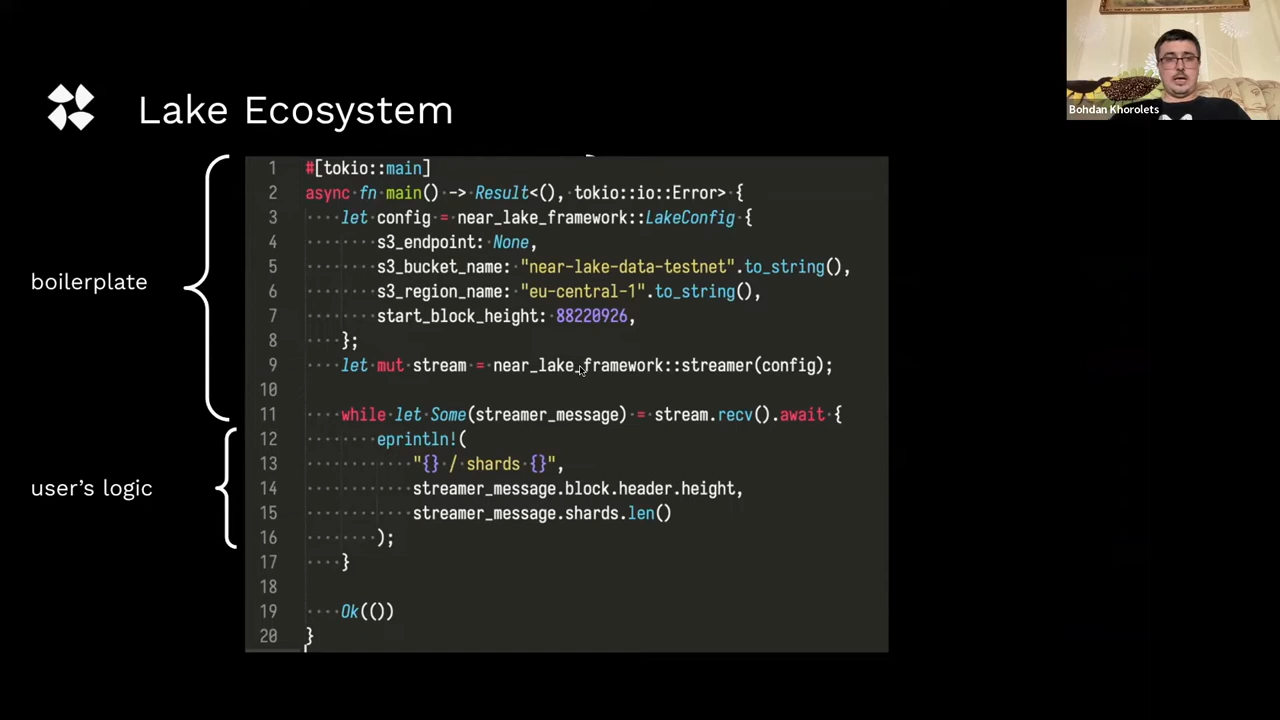 Bohdan Khorolets
Lake Ecosystem
boilerplate
user's logic
1 #[tokio::main]
2 async fn main() -> Result<(), tokio::io::Error> {
3     let config = near_lake_framework::LakeConfig {
4         s3_endpoint: None,
5         s3_bucket_name: "near-lake-data-testnet".to_string(),
6         s3_region_name: "eu-central-1".to_string(),
7         start_block_height: 88220926,
8     };
9     let mut stream = near_lake_framework::streamer(config);
10
11     while let Some(streamer_message) = stream.recv().await {
12         eprintln!(
13             "{} / shards {}",
14             streamer_message.block.header.height,
15             streamer_message.shards.len()
16         );
17     }
18
19     Ok(())
20 }